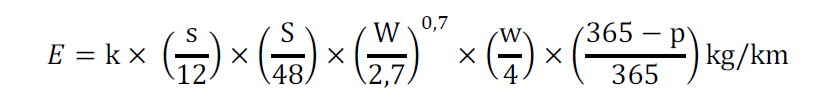 E = k × (s/12) × (S/48) × (W/2,7)^0,7 × (w/4) × ((365 − p)/365) kg/km